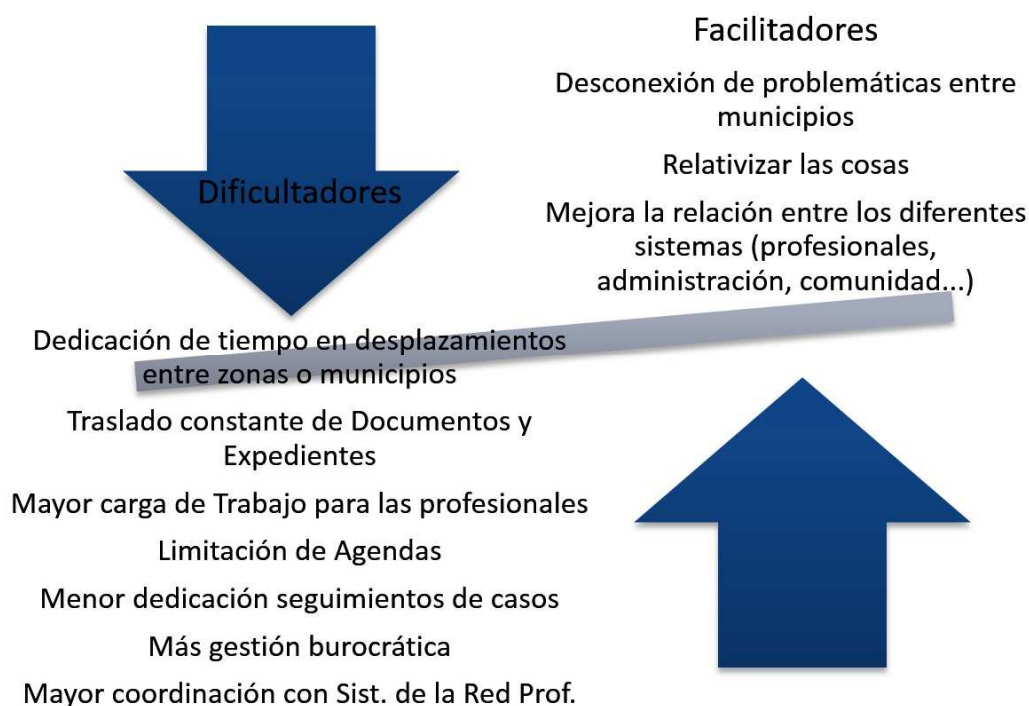 Facilitadores
Desconexión de problemáticas entre
municipios
Relativizar las cosas
Mejora la relación entre los diferentes
sistemas (profesionales,
administración, comunidad...)
Dificultadores
Dedicación de tiempo en desplazamientos
entre zonas o municipios
Traslado constante de Documentos y
Expedientes
Mayor carga de Trabajo para las profesionales
Limitación de Agendas
Menor dedicación seguimientos de casos
Más gestión burocrática
Mayor coordinación con Sist. de la Red Prof.